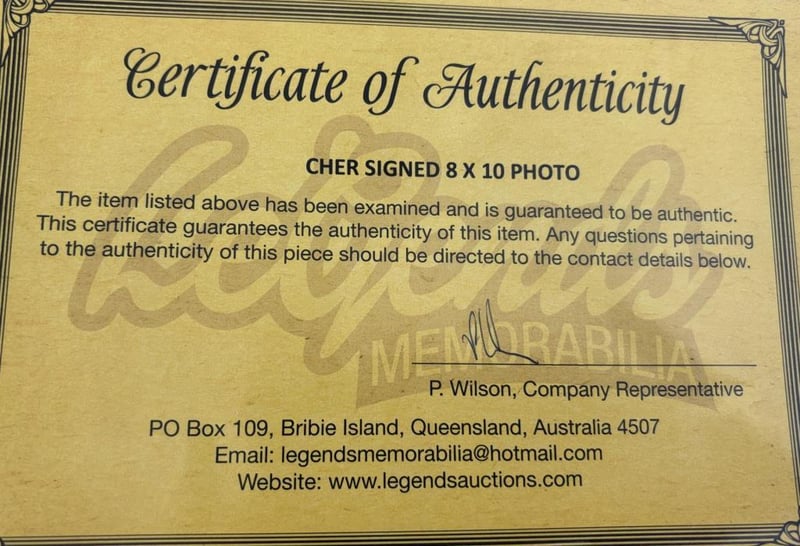 Certificate of Authenticity
CHER SIGNED 8 X 10 PHOTO
The item listed above has been examined and is guaranteed to be authentic.
This certificate guarantees the authenticity of this item. Any questions pertaining
to the authenticity of this piece should be directed to the contact details below.
Legends
MEMORABILIA
P. Wilson, Company Representative
PO Box 109, Bribie Island, Queensland, Australia 4507
Email: legendsmemorabilia@hotmail.com
Website: www.legendsauctions.com